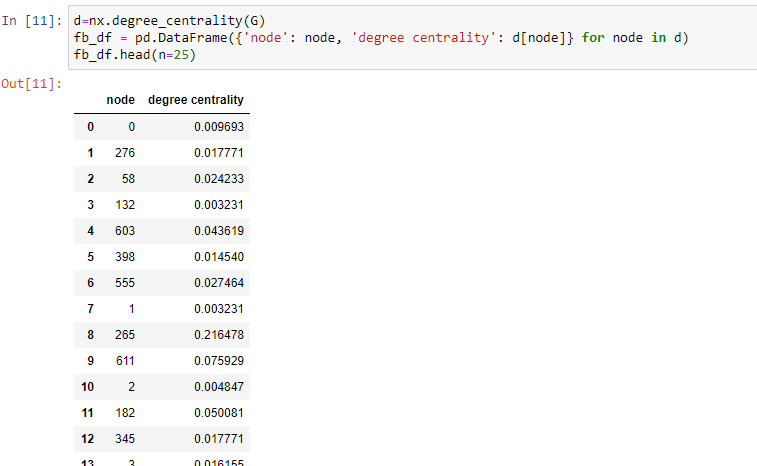 In [11]: d=nx.degree_centrality(G)
fb_df = pd.DataFrame({'node': node, 'degree centrality': d[node]} for node in d)
fb_df.head(n=25)
Out[11]:
node degree centrality
0 0 0.009693
1 276 0.017771
2 58 0.024233
3 132 0.003231
4 603 0.043619
5 398 0.014540
6 555 0.027464
7 1 0.003231
8 265 0.216478
9 611 0.075929
10 2 0.004847
11 182 0.050081
12 345 0.017771
13 3 0.016155